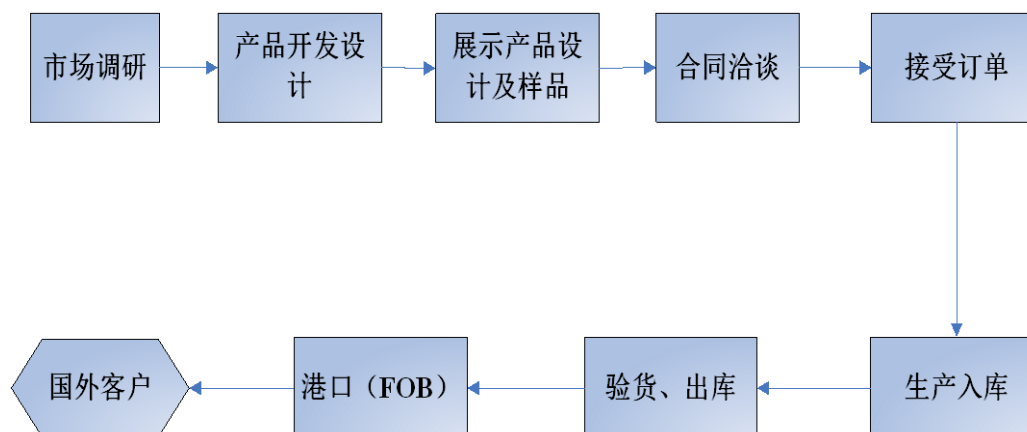 市场调研
产品开发设
计
展示产品设
计及样品
合同洽谈
接受订单
国外客户
港口（FOB）
验货、出库
生产入库